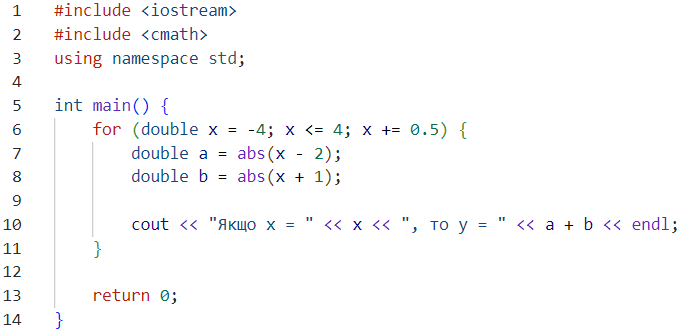 1 #include <iostream>
2 #include <cmath>
3 using namespace std;
4
5 int main() {
6 for (double x = -4; x <= 4; x += 0.5) {
7 double a = abs(x - 2);
8 double b = abs(x + 1);
9
10 cout << "Якщо x = " << x << ", то y = " << a + b << endl;
11 }
12
13 return 0;
14 }